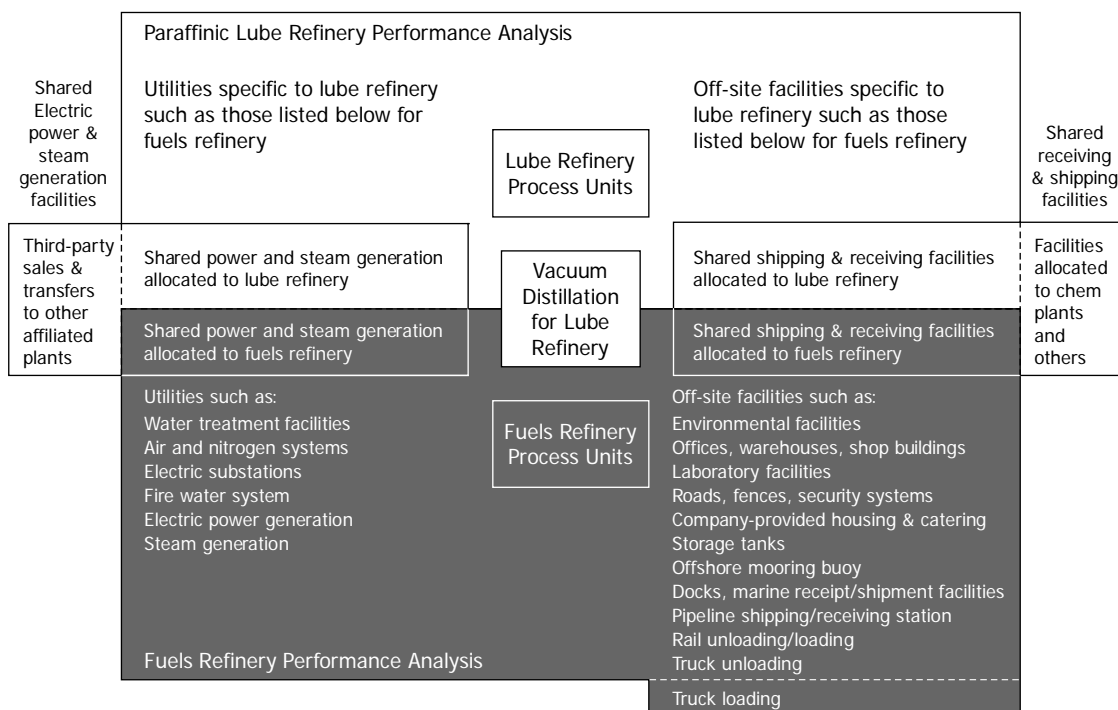 Paraffinic Lube Refinery Performance Analysis
Shared
Electric
power &
steam
generation
facilities
Utilities specific to lube refinery
such as those listed below for
fuels refinery
Lube Refinery
Process Units
Off-site facilities specific to
lube refinery such as those
listed below for fuels refinery
Shared
receiving
& shipping
facilities
Third-party
sales &
transfers
to other
affiliated
plants
Shared power and steam generation
allocated to lube refinery
Vacuum
Distillation
for Lube
Refinery
Shared shipping & receiving facilities
allocated to lube refinery
Facilities
allocated
to chem
plants
and
others
Shared power and steam generation
allocated to fuels refinery
Shared shipping & receiving facilities
allocated to fuels refinery
Utilities such as:
Water treatment facilities
Air and nitrogen systems
Electric substations
Fire water system
Electric power generation
Steam generation
Fuels Refinery
Process Units
Off-site facilities such as:
Environmental facilities
Offices, warehouses, shop buildings
Laboratory facilities
Roads, fences, security systems
Company-provided housing & catering
Storage tanks
Offshore mooring buoy
Docks, marine receipt/shipment facilities
Pipeline shipping/receiving station
Rail unloading/loading
Truck unloading
Fuels Refinery Performance Analysis
Truck loading